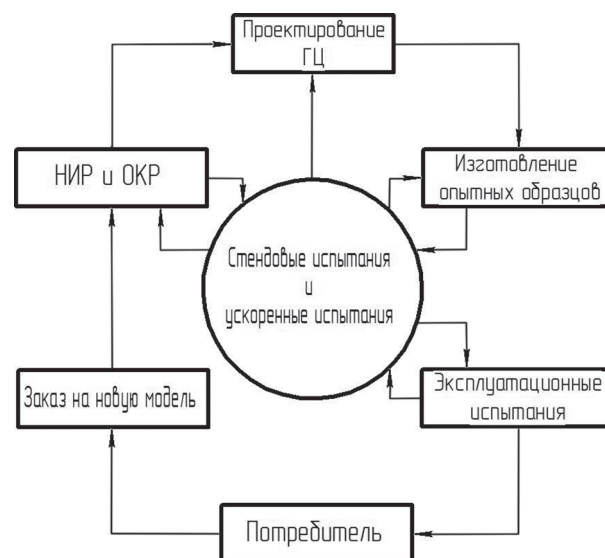 Проектирование
ГЦ
НИР и ОКР
Изготовление
опытных образцов
Стендовые испытания
и
ускоренные испытания
Заказ на новую модель
Эксплуатационные
испытания
Потребитель